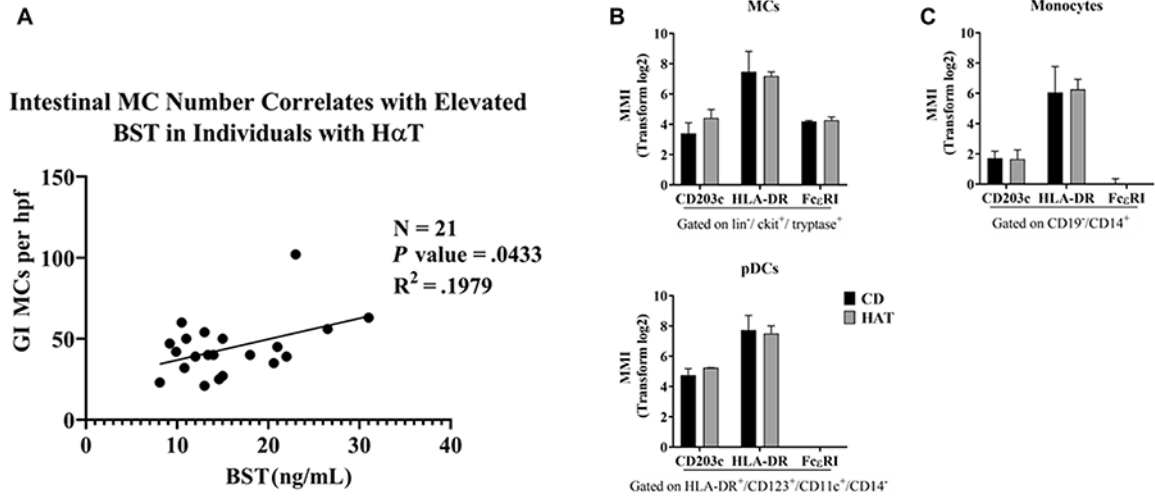 A
Intestinal MC Number Correlates with Elevated
BST in Individuals with HαT
GI MCs per hpf
150
100
50
0
N = 21
P value = .0433
R² = .1979
0 10 20 30 40
BST(ng/mL)
B
MCs
MMI
(Transform log2)
10
8
6
4
2
0
CD203c HLA-DR FcεRI
Gated on lin⁻/ ckit⁺/ tryptase⁺
C
Monocytes
MMI
(Transform log2)
10
8
6
4
2
0
CD203c HLA-DR FcεRI
Gated on CD19⁻/CD14⁺
pDCs
MMI
(Transform log2)
10
8
6
4
2
0
CD203c HLA-DR FcεRI
Gated on HLA-DR⁺/CD123⁺/CD11c⁺/CD14⁻
CD
HAT